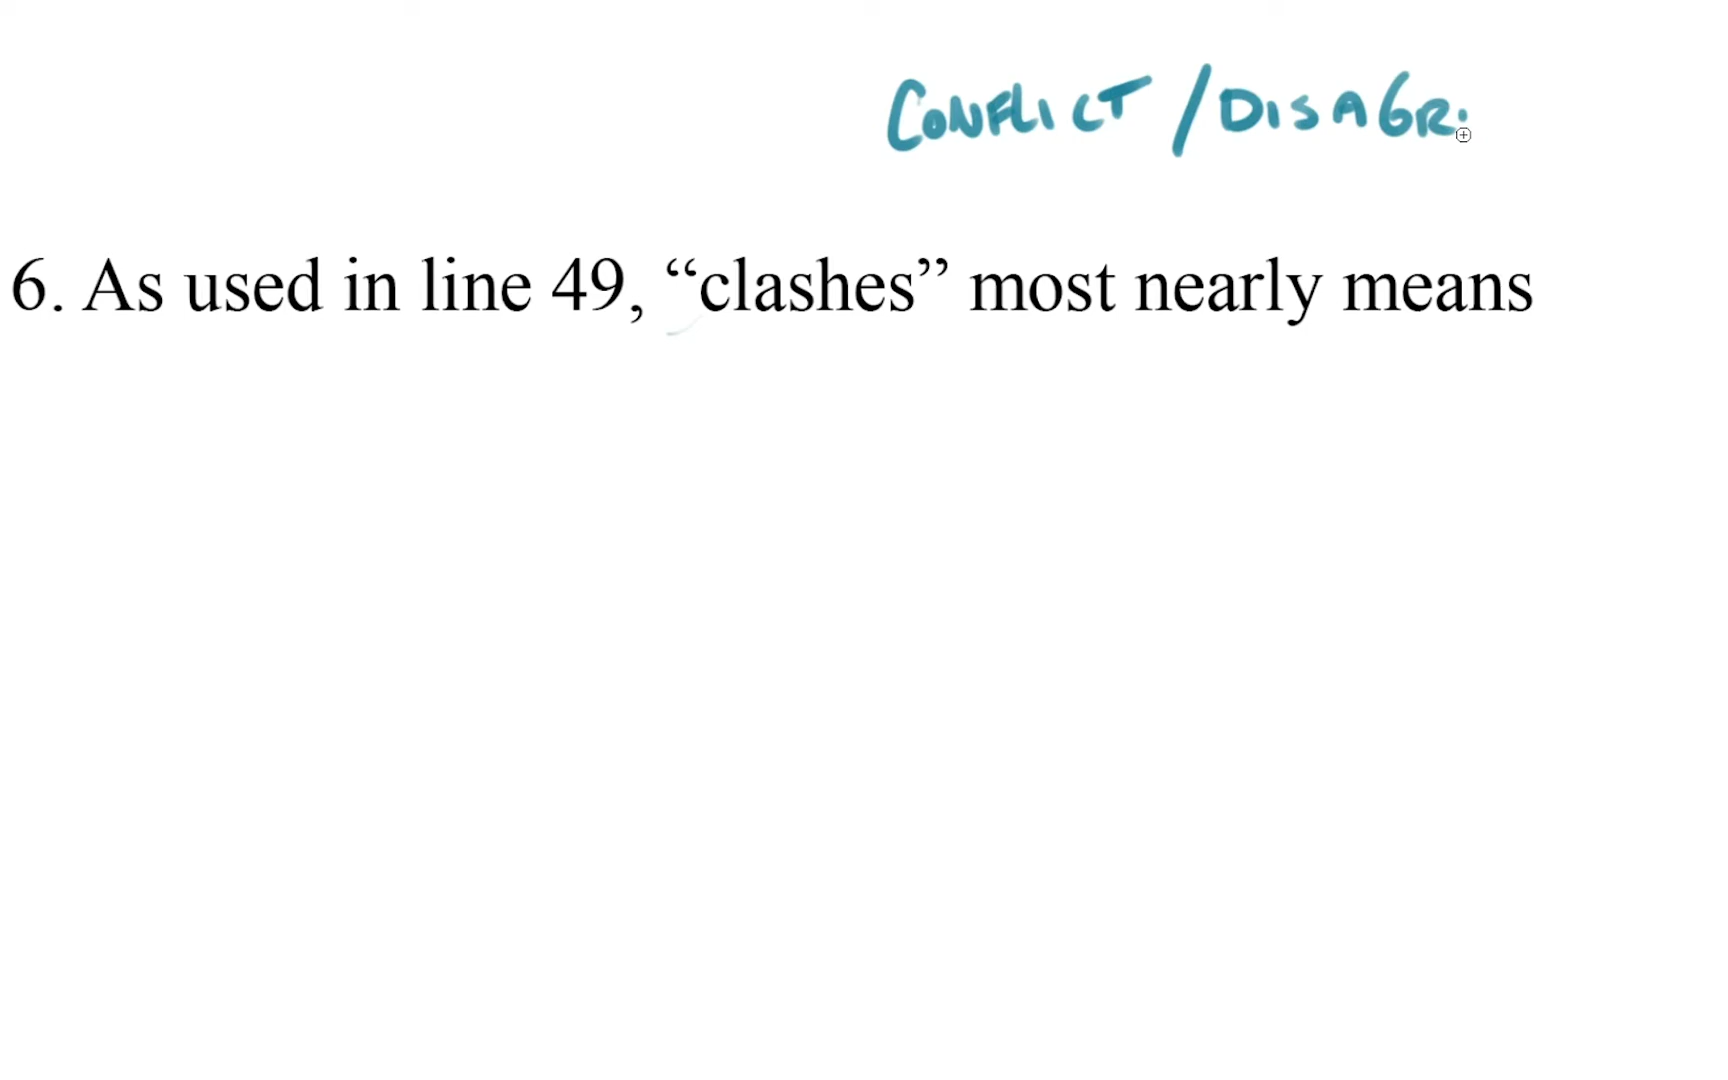 CONFLICT / DISAGR.
6. As used in line 49, “clashes” most nearly means